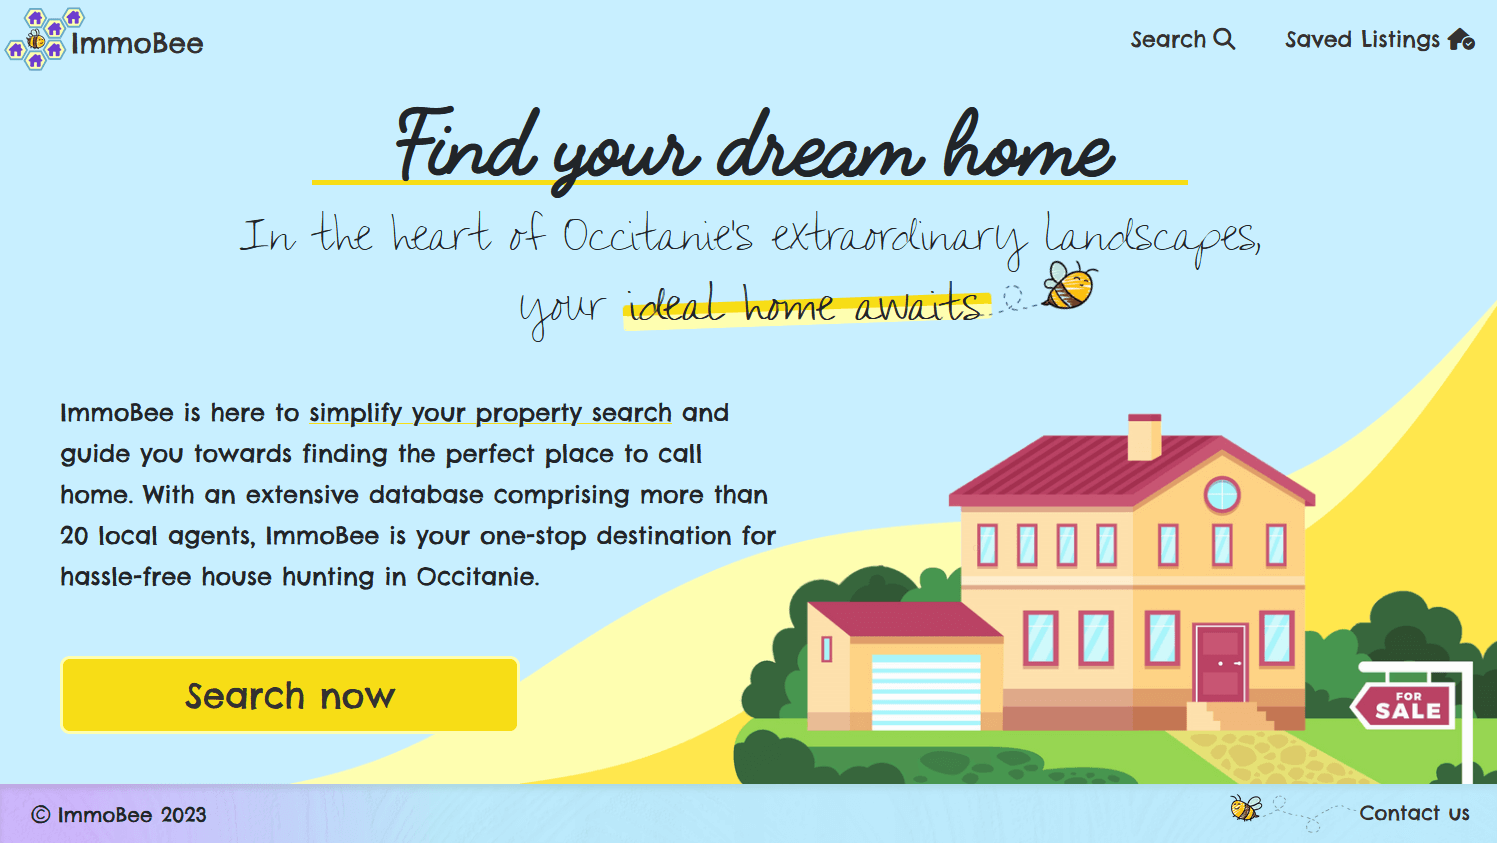 ImmoBee
Search
Saved Listings
Find your dream home
In the heart of Occitanie's extraordinary landscapes,
your ideal home awaits
ImmoBee is here to simplify your property search and
guide you towards finding the perfect place to call
home. With an extensive database comprising more than
20 local agents, ImmoBee is your one-stop destination for
hassle-free house hunting in Occitanie.
Search now
FOR
SALE
© ImmoBee 2023
Contact us